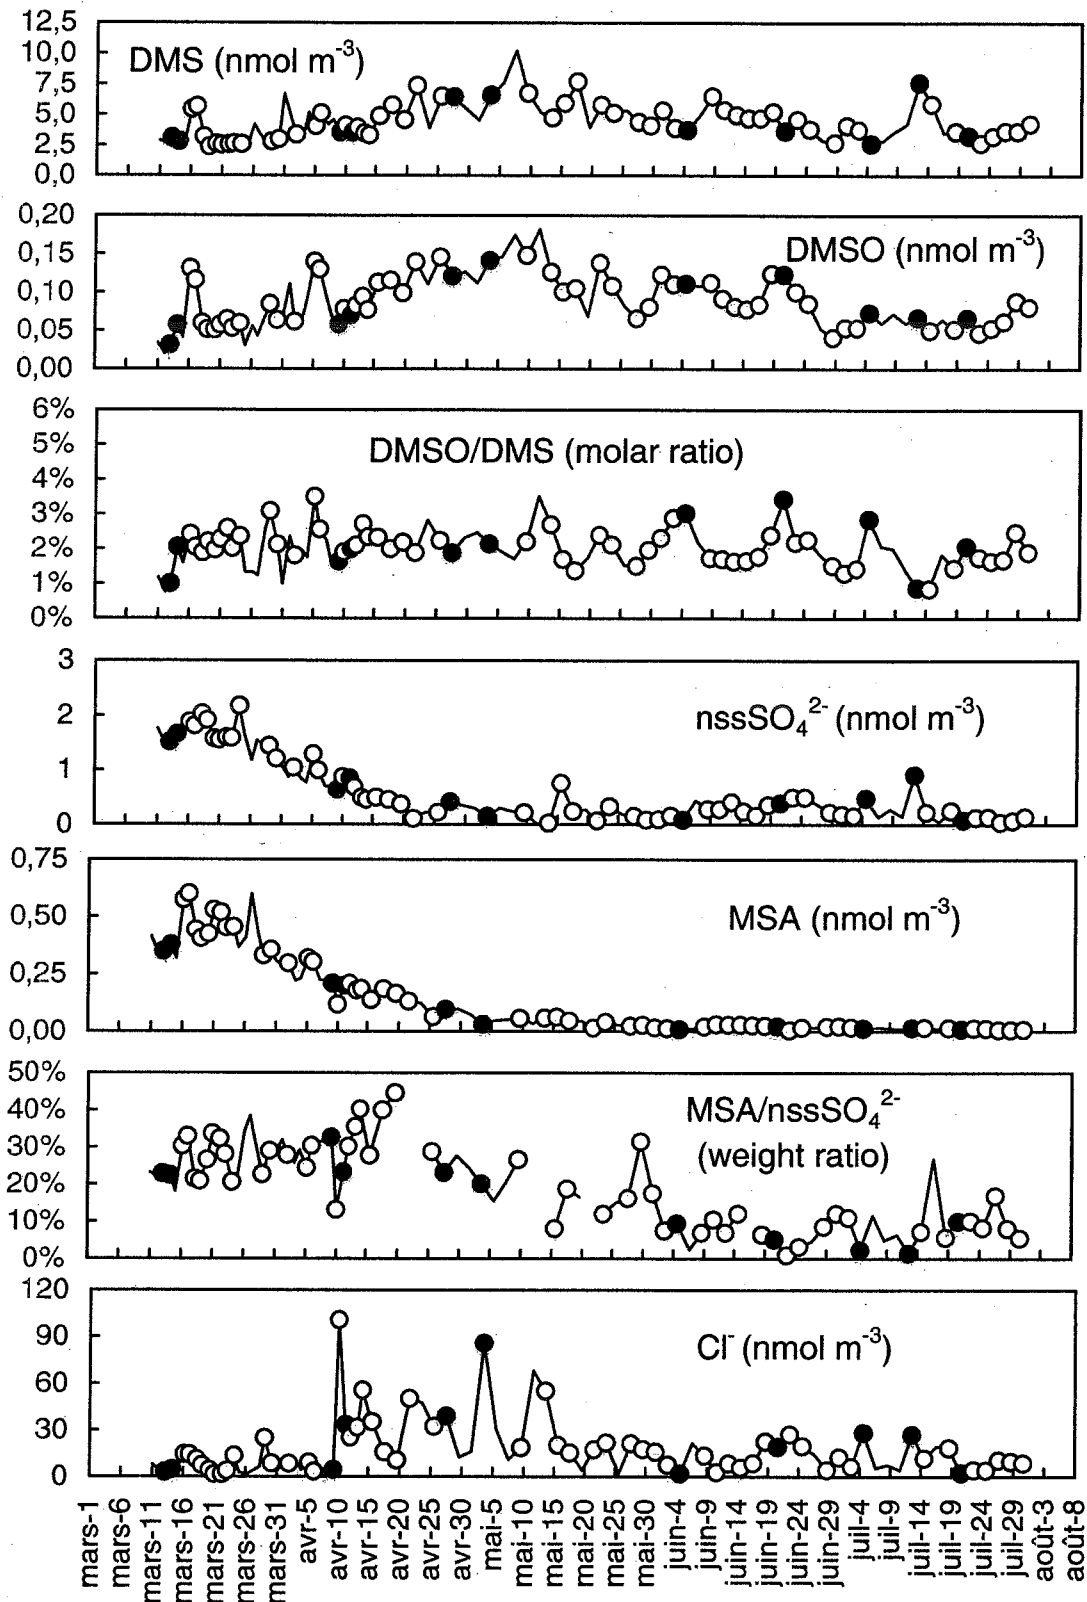 12,5
10,0
7,5
5,0
2,5
0,0
DMS (nmol m-3)
0,20
0,15
0,10
0,05
0,00
DMSO (nmol m-3)
6%
5%
4%
3%
2%
1%
0%
DMSO/DMS (molar ratio)
3
2
1
0
nssSO42- (nmol m-3)
0,75
0,50
0,25
0,00
MSA (nmol m-3)
50%
40%
30%
20%
10%
0%
MSA/nssSO42-
(weight ratio)
120
90
60
30
0
Cl- (nmol m-3)
mars-1
mars-6
mars-11
mars-16
mars-21
mars-26
mars-31
avr-5
avr-10
avr-15
avr-20
avr-25
avr-30
mai-5
mai-10
mai-15
mai-20
mai-25
mai-30
juin-4
juin-9
juin-14
juin-19
juin-24
juin-29
juil-4
juil-9
juil-14
juil-19
juil-24
juil-29
août-3
août-8